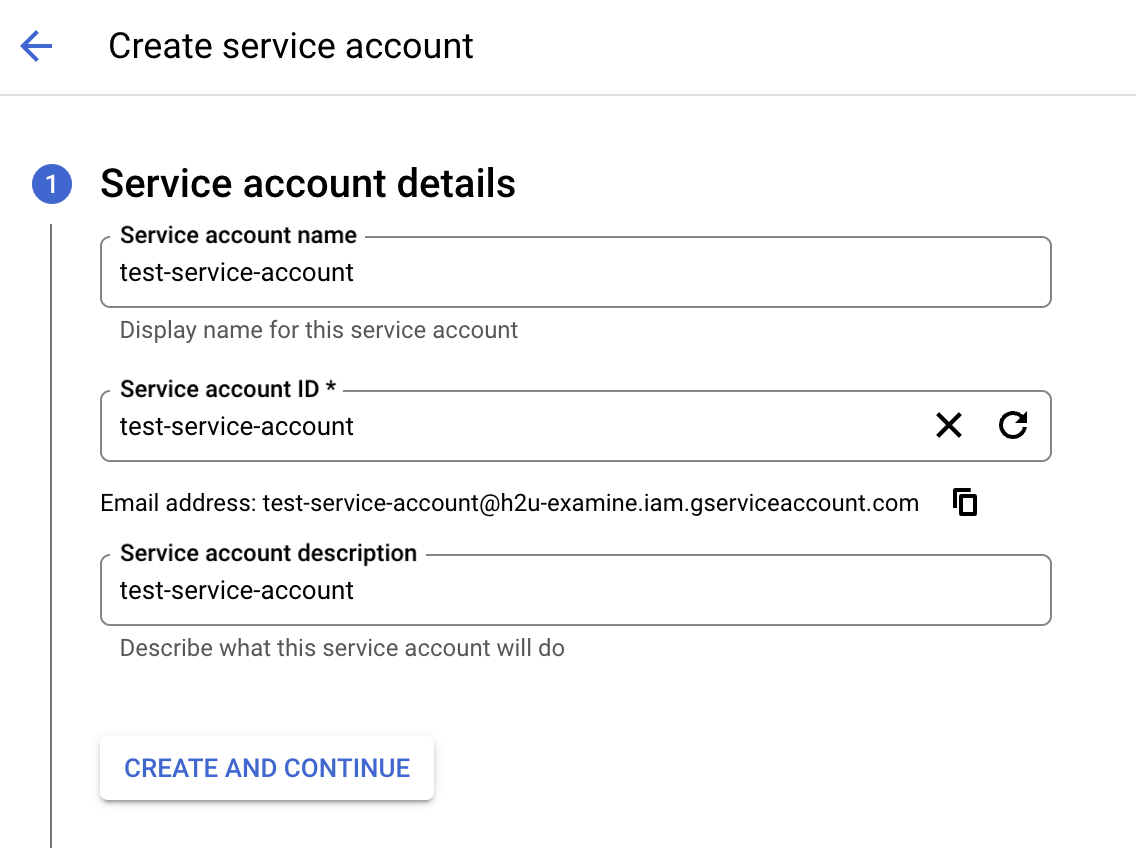 Create service account
1 Service account details
Service account name
test-service-account
Display name for this service account
Service account ID *
test-service-account
Email address: test-service-account@h2u-examine.iam.gserviceaccount.com
Service account description
test-service-account
Describe what this service account will do
CREATE AND CONTINUE